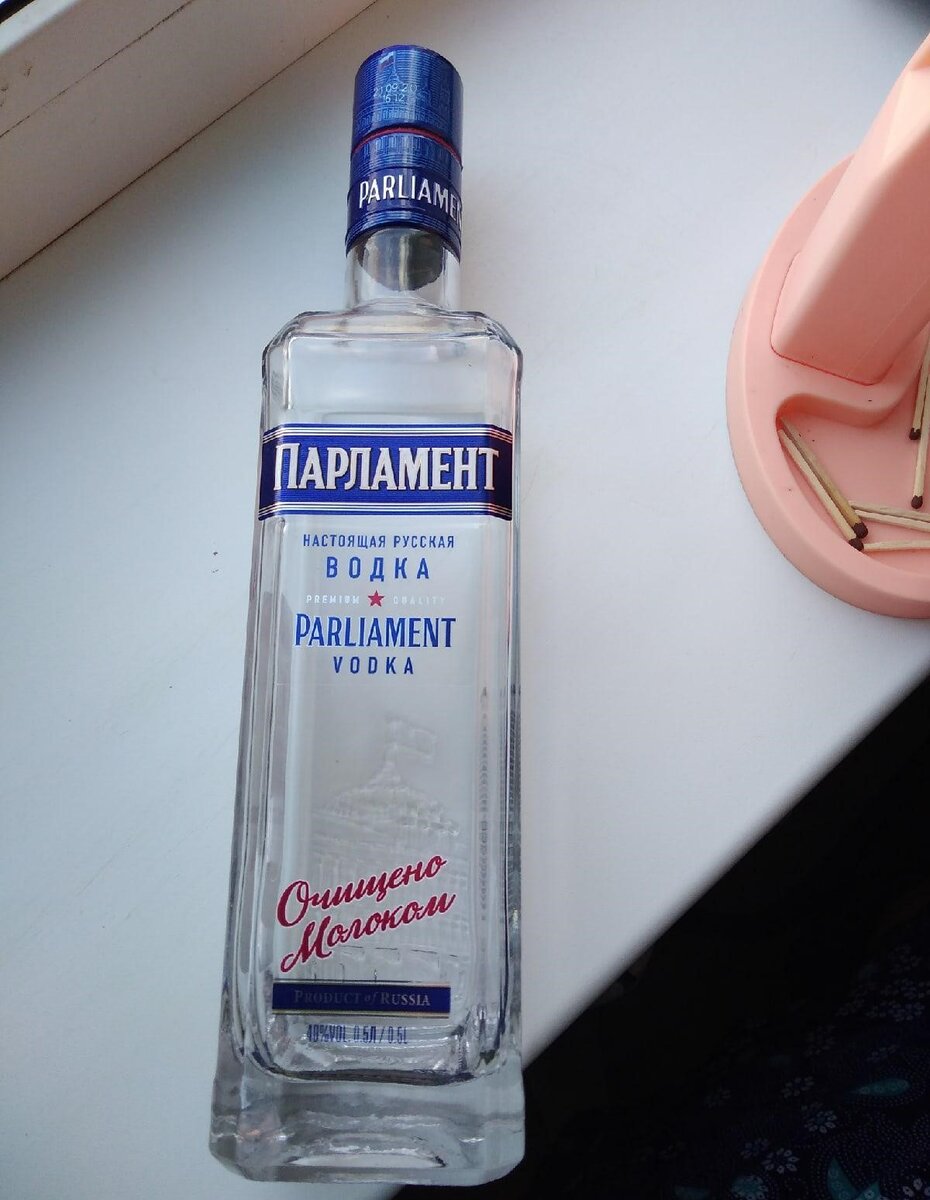 PARLIAMEN
ПАРЛАМЕНТ
НАСТОЯЩАЯ РУССКАЯ
ВОДКА
PREMIUM ★ QUALITY
PARLIAMENT
VODKA
Очищено
Молоком
PRODUCT of RUSSIA
40%VOL. 0.5Л / 0.5L